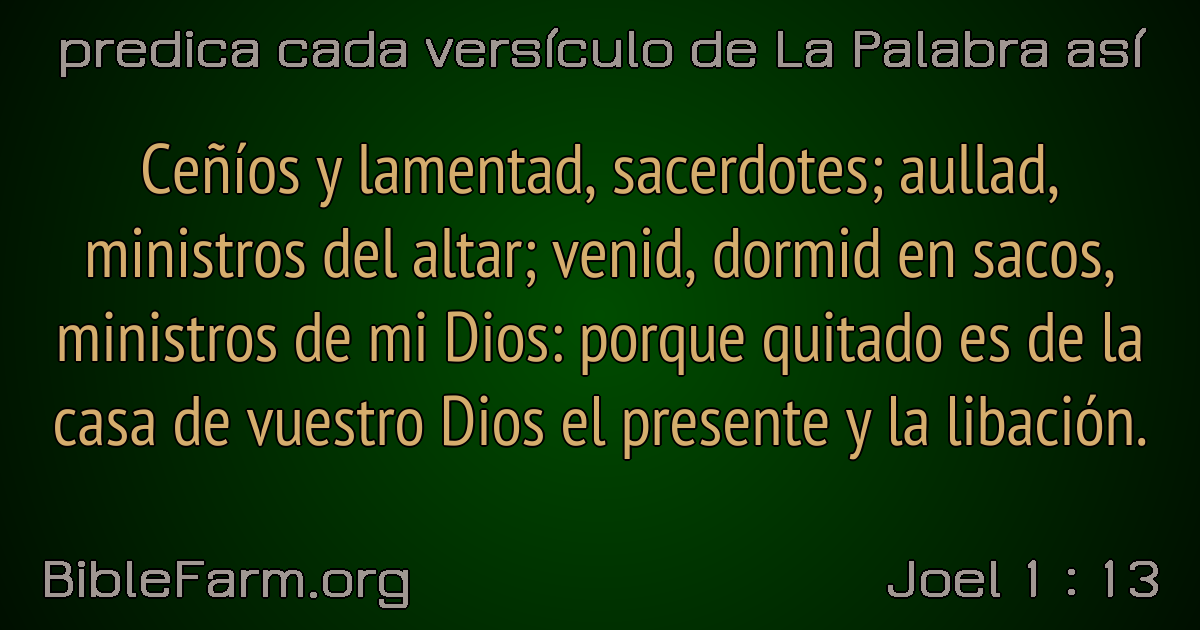 predica cada versículo de La Palabra así
Ceñíos y lamentad, sacerdotes; aullad,
ministros del altar; venid, dormid en sacos,
ministros de mi Dios: porque quitado es de la
casa de vuestro Dios el presente y la libación.
BibleFarm.org
Joel 1 : 13